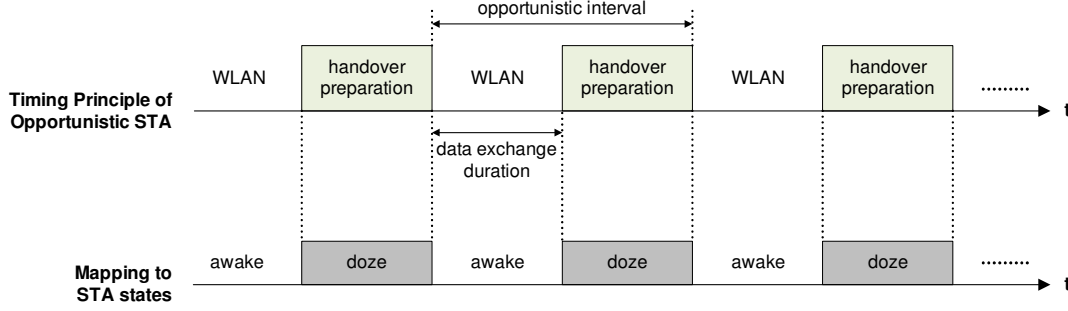 opportunistic interval
WLAN
handover
preparation
WLAN
handover
preparation
WLAN
handover
preparation
.........
Timing Principle of
Opportunistic STA
t
data exchange
duration
Mapping to
STA states
awake
doze
awake
doze
awake
doze
.........
t